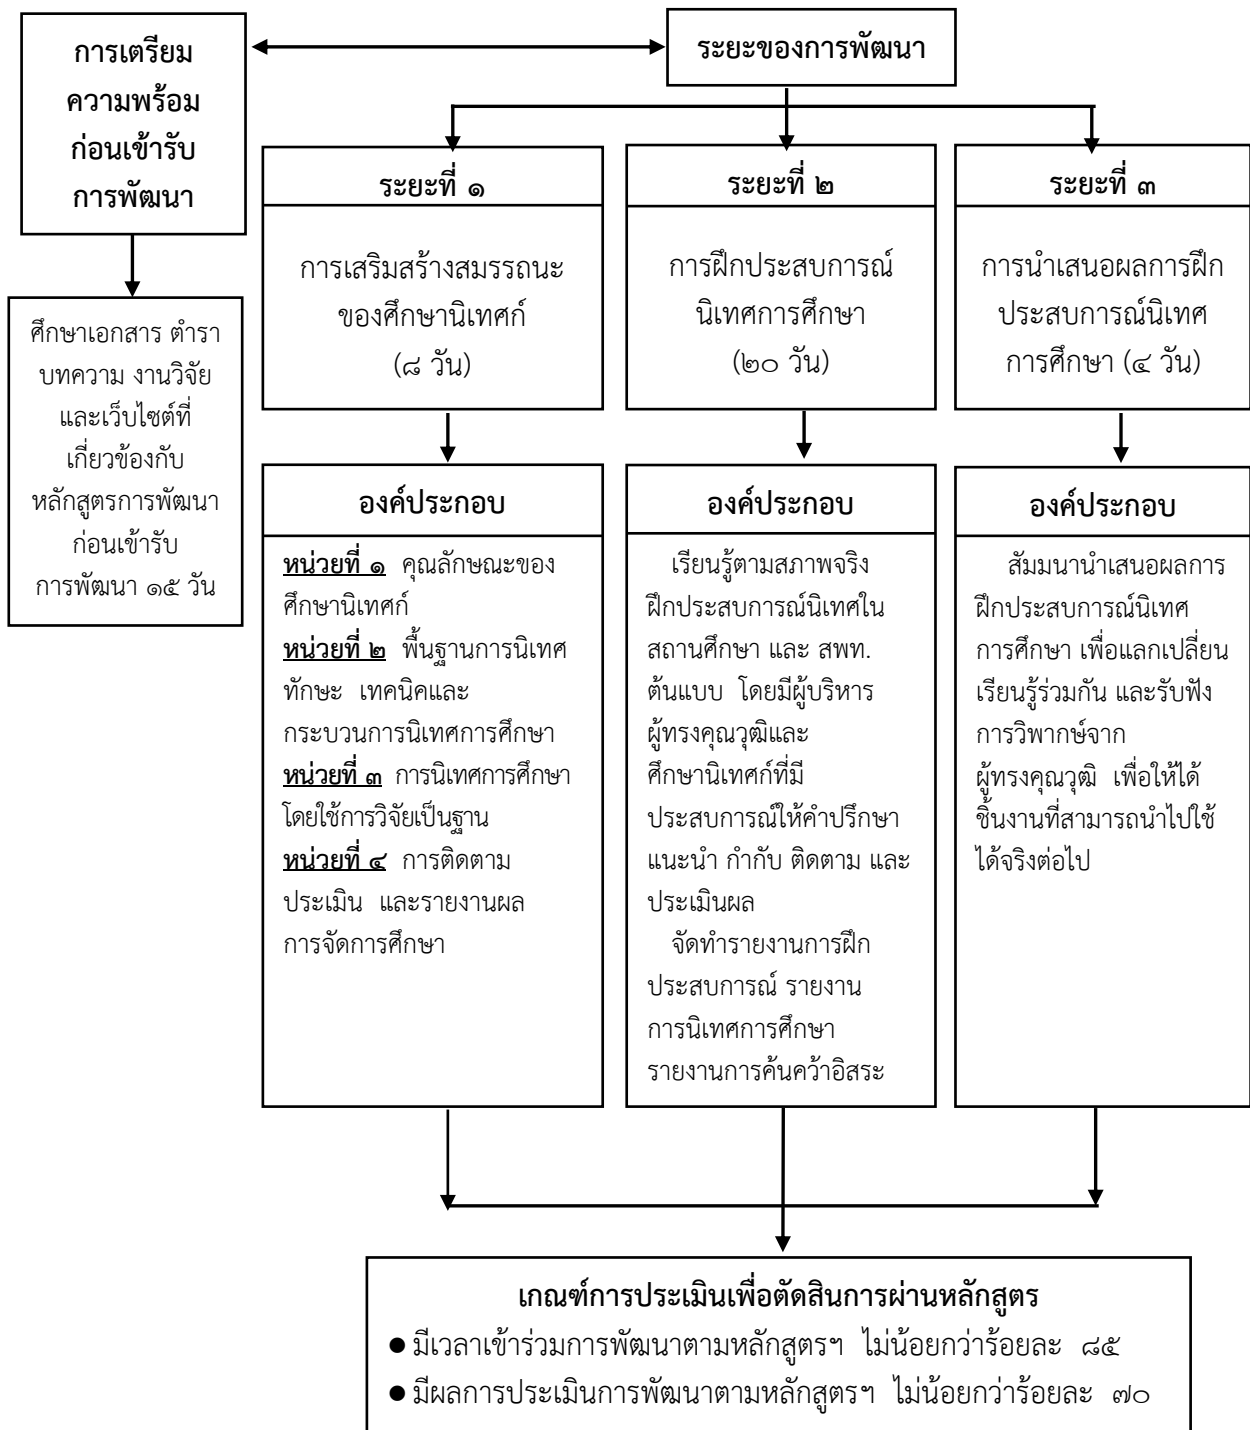 การเตรียม
ความพร้อม
ก่อนเข้ารับ
การพัฒนา
ศึกษาเอกสาร ตำรา
บทความ งานวิจัย
และเว็บไซต์ที่
เกี่ยวข้องกับ
หลักสูตรการพัฒนา
ก่อนเข้ารับ
การพัฒนา ๑๕ วัน
ระยะของการพัฒนา
ระยะที่ ๑
การเสริมสร้างสมรรถนะ
ของศึกษานิเทศก์
(๘ วัน)
องค์ประกอบ
หน่วยที่ ๑ คุณลักษณะของ
ศึกษานิเทศก์
หน่วยที่ ๒ พื้นฐานการนิเทศ
ทักษะ เทคนิคและ
กระบวนการนิเทศการศึกษา
หน่วยที่ ๓ การนิเทศการศึกษา
โดยใช้การวิจัยเป็นฐาน
หน่วยที่ ๔ การติดตาม
ประเมิน และรายงานผล
การจัดการศึกษา
ระยะที่ ๒
การฝึกประสบการณ์
นิเทศการศึกษา
(๒๐ วัน)
องค์ประกอบ
เรียนรู้ตามสภาพจริง
ฝึกประสบการณ์นิเทศใน
สถานศึกษา และ สพท.
ต้นแบบ โดยมีผู้บริหาร
ผู้ทรงคุณวุฒิและ
ศึกษานิเทศก์ที่มี
ประสบการณ์ให้คำปรึกษา
แนะนำ กำกับ ติดตาม และ
ประเมินผล
จัดทำรายงานการฝึก
ประสบการณ์ รายงาน
การนิเทศการศึกษา
รายงานการค้นคว้าอิสระ
ระยะที่ ๓
การนำเสนอผลการฝึก
ประสบการณ์นิเทศ
การศึกษา (๔ วัน)
องค์ประกอบ
สัมมนานำเสนอผลการ
ฝึกประสบการณ์นิเทศ
การศึกษา เพื่อแลกเปลี่ยน
เรียนรู้ร่วมกัน และรับฟัง
การวิพากษ์จาก
ผู้ทรงคุณวุฒิ เพื่อให้ได้
ชิ้นงานที่สามารถนำไปใช้
ได้จริงต่อไป
เกณฑ์การประเมินเพื่อตัดสินการผ่านหลักสูตร
● มีเวลาเข้าร่วมการพัฒนาตามหลักสูตรฯ ไม่น้อยกว่าร้อยละ ๘๕
● มีผลการประเมินการพัฒนาตามหลักสูตรฯ ไม่น้อยกว่าร้อยละ ๗๐